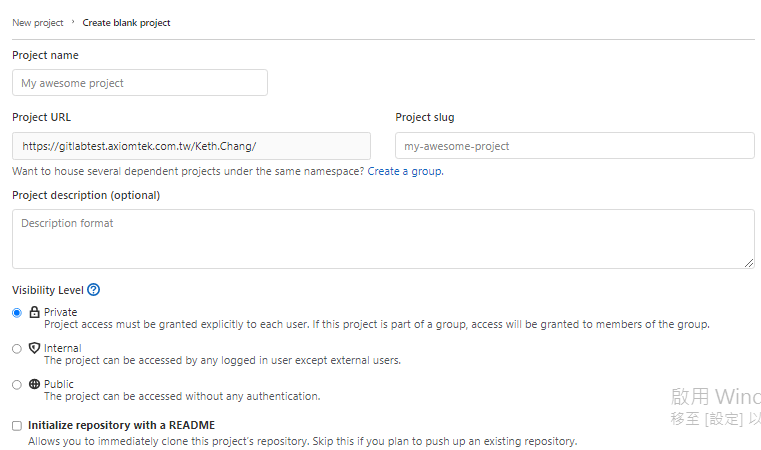 New project › Create blank project
Project name
My awesome project
Project URL
Project slug
https://gitlabtest.axiomtek.com.tw/Keth.Chang/
my-awesome-project
Want to house several dependent projects under the same namespace? Create a group.
Project description (optional)
Description format
Visibility Level ?
Private
Project access must be granted explicitly to each user. If this project is part of a group, access will be granted to members of the group.
Internal
The project can be accessed by any logged in user except external users.
Public
The project can be accessed without any authentication.
啟用 Winc
Initialize repository with a README
移至 [設定] 以
Allows you to immediately clone this project's repository. Skip this if you plan to push up an existing repository.